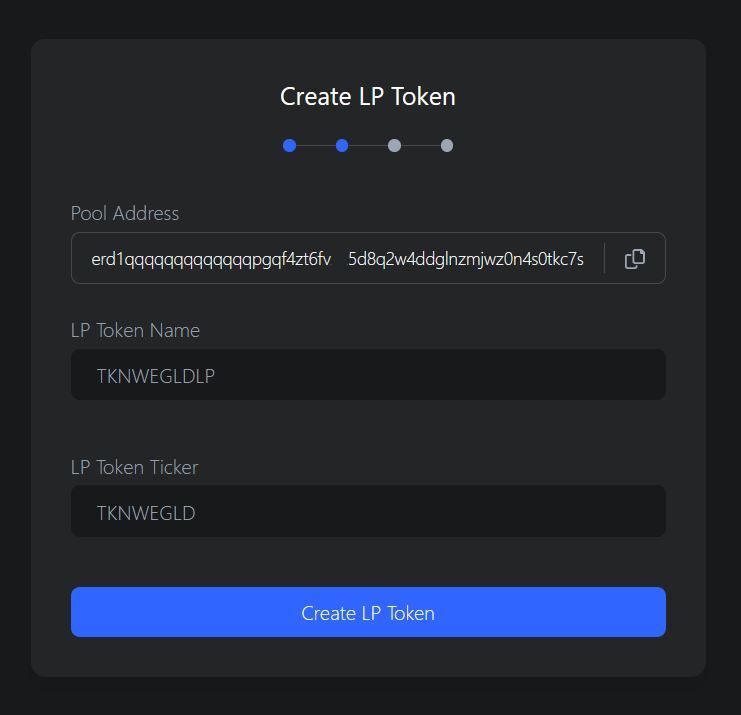 Create LP Token
Pool Address
erd1qqqqqqqqqqqqqpgqf4zt6fv 5d8q2w4ddglnzmjwz0n4s0tkc7s
LP Token Name
TKNWEGLDLP
LP Token Ticker
TKNWEGLD
Create LP Token